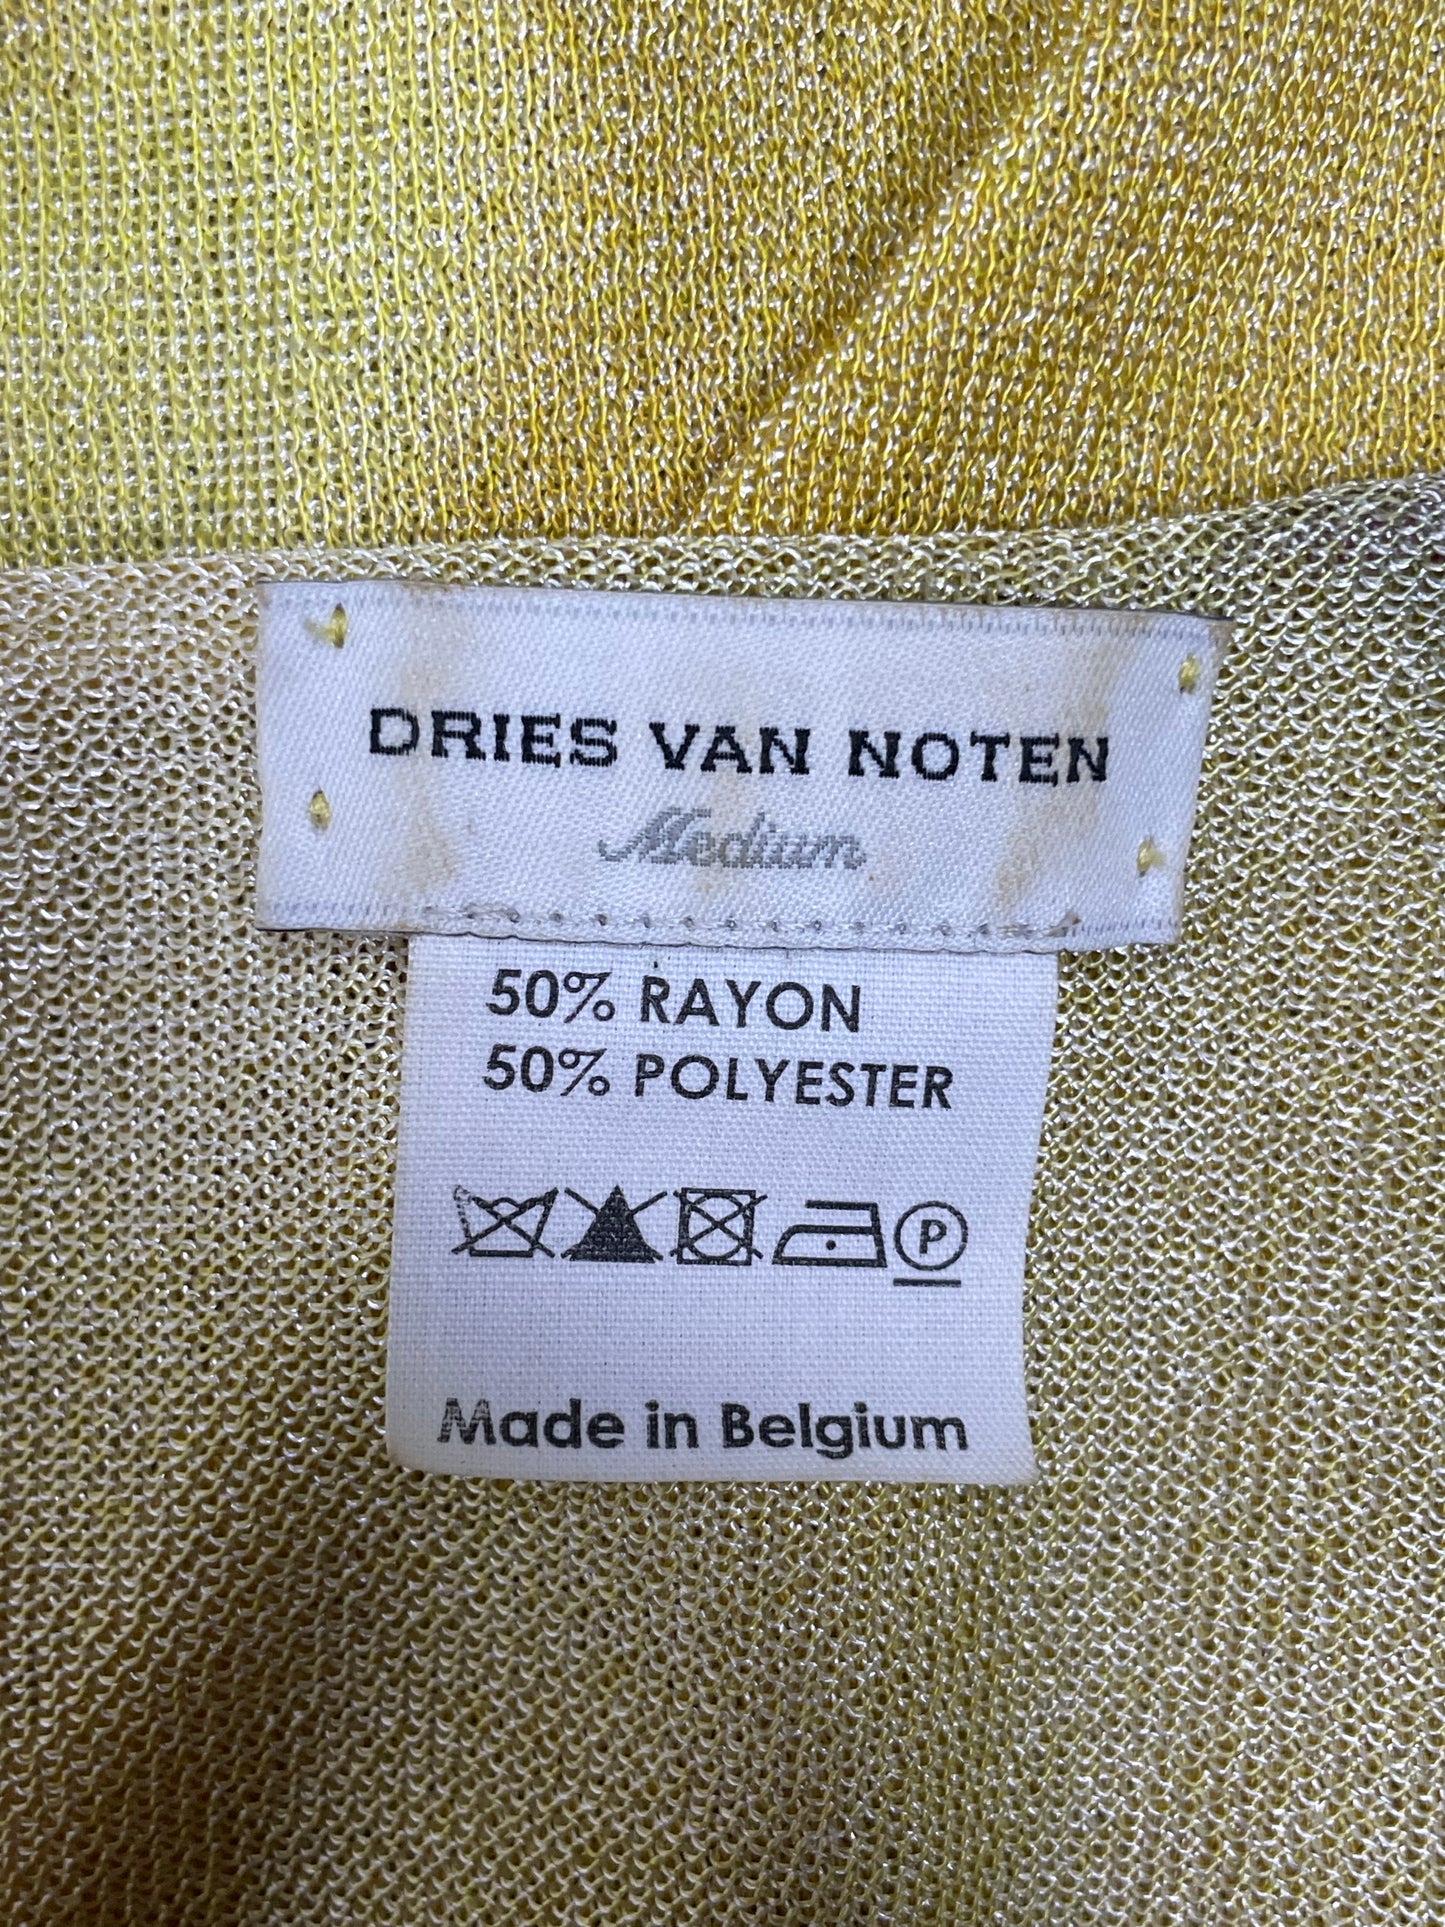 DRIES VAN NOTEN
Medium
50% RAYON
50% POLYESTER
P
Made in Belgium